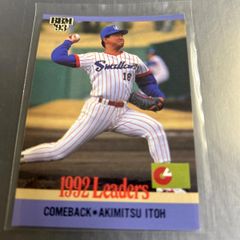 BBM '93
Swallows
18
1992 Leaders
COMEBACK★AKIMITSU ITOH